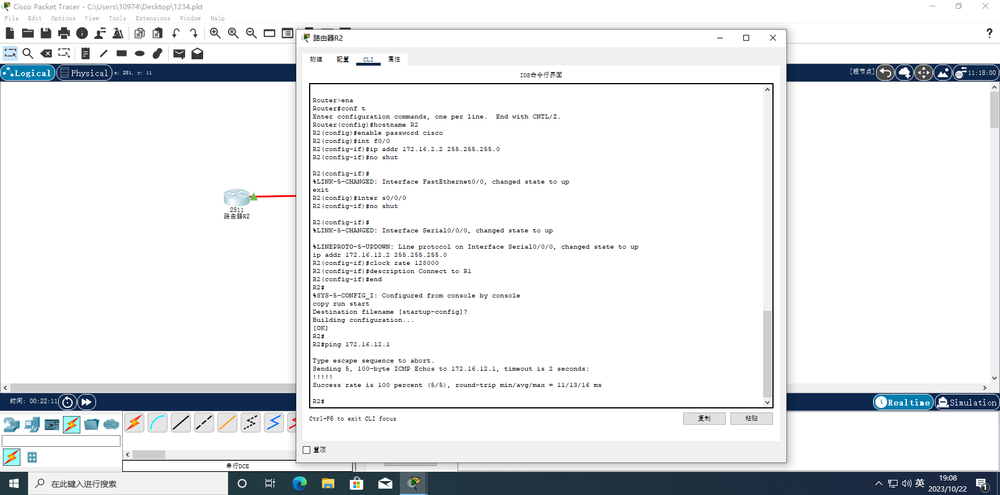 Cisco Packet Tracer - C:\Users\10974\Desktop\1234.pkt
File Edit Options View Tools Extensions Window Help
路由器R2
物理 配置 CLI 属性
Logical Physical x: 281, y: 11
[根节点] 11:18:00
IOS命令行界面
Router>ena
Router#conf t
Enter configuration commands, one per line.  End with CNTL/Z.
Router(config)#hostname R2
R2(config)#enable password cisco
R2(config)#int f0/0
R2(config-if)#ip addr 172.16.2.2 255.255.255.0
R2(config-if)#no shut
R2(config-if)#
%LINK-5-CHANGED: Interface FastEthernet0/0, changed state to up
exit
R2(config)#inter s0/0/0
R2(config-if)#no shut
R2(config-if)#
%LINK-5-CHANGED: Interface Serial0/0/0, changed state to up
%LINEPROTO-5-UPDOWN: Line protocol on Interface Serial0/0/0, changed state to up
ip addr 172.16.12.2 255.255.255.0
R2(config-if)#clock rate 128000
R2(config-if)#description Connect to R1
R2(config-if)#end
R2#
%SYS-5-CONFIG_I: Configured from console by console
copy run start
Destination filename [startup-config]?
Building configuration...
[OK]
R2#
R2#ping 172.16.12.1
Type escape sequence to abort.
Sending 5, 100-byte ICMP Echos to 172.16.12.1, timeout is 2 seconds:
!!!!!
Success rate is 100 percent (5/5), round-trip min/avg/max = 11/13/16 ms
R2#
Ctrl+F6 to exit CLI focus
复制 粘贴
置顶
2811
路由器R2
时间: 00:22:11
Realtime Simulation
串行DCE
在此键入进行搜索
英
19:08
2023/10/22
1